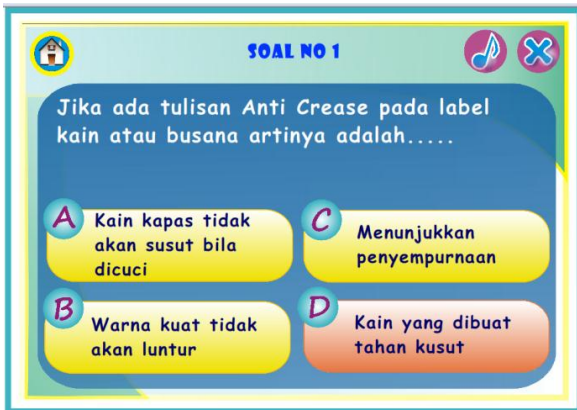 SOAL NO 1
Jika ada tulisan Anti Crease pada label
kain atau busana artinya adalah.....
A
Kain kapas tidak
akan susut bila
dicuci
B
Warna kuat tidak
akan luntur
C
Menunjukkan
penyempurnaan
D
Kain yang dibuat
tahan kusut